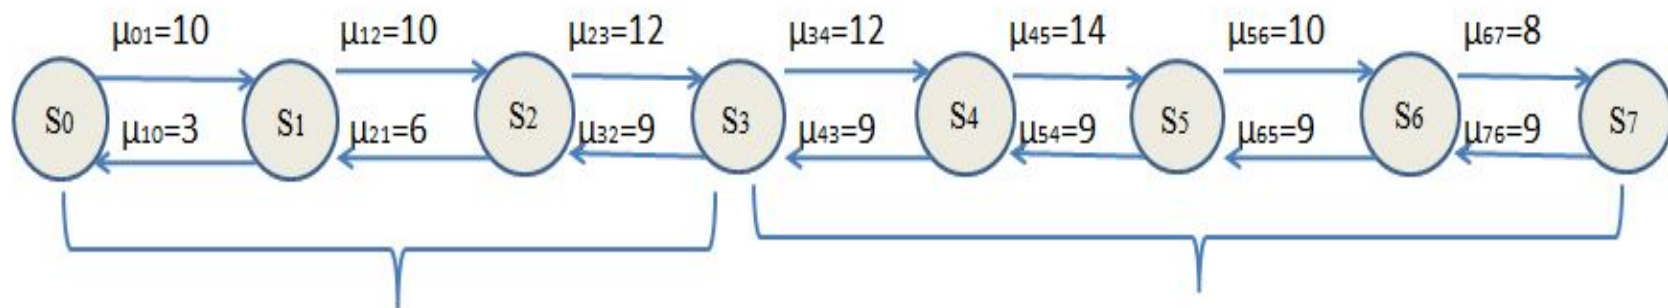 μ₀₁=10 μ₁₂=10 μ₂₃=12 μ₃₄=12 μ₄₅=14 μ₅₆=10 μ₆₇=8
S₀ S₁ S₂ S₃ S₄ S₅ S₆ S₇
μ₁₀=3 μ₂₁=6 μ₃₂=9 μ₄₃=9 μ₅₄=9 μ₆₅=9 μ₇₆=9